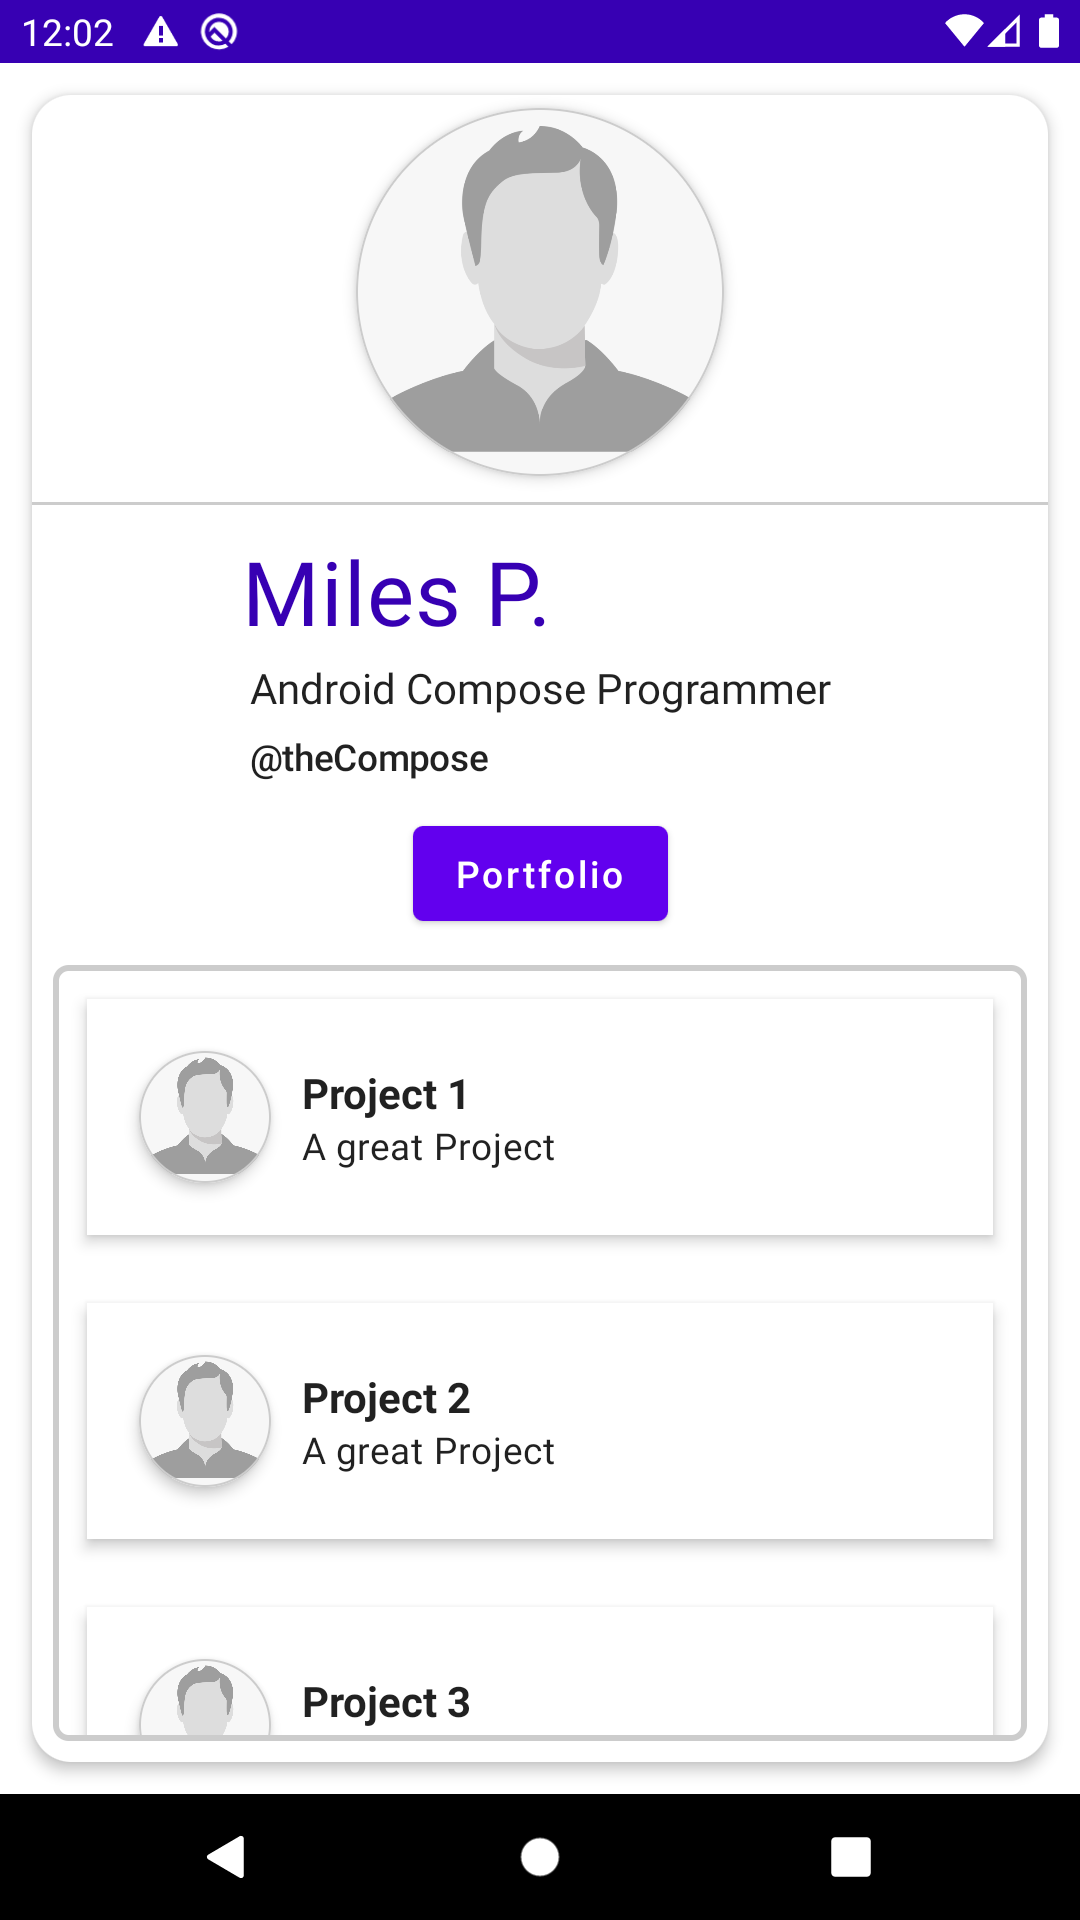 12:02
Miles P.
Android Compose Programmer
@theCompose
Portfolio
Project 1
A great Project
Project 2
A great Project
Project 3